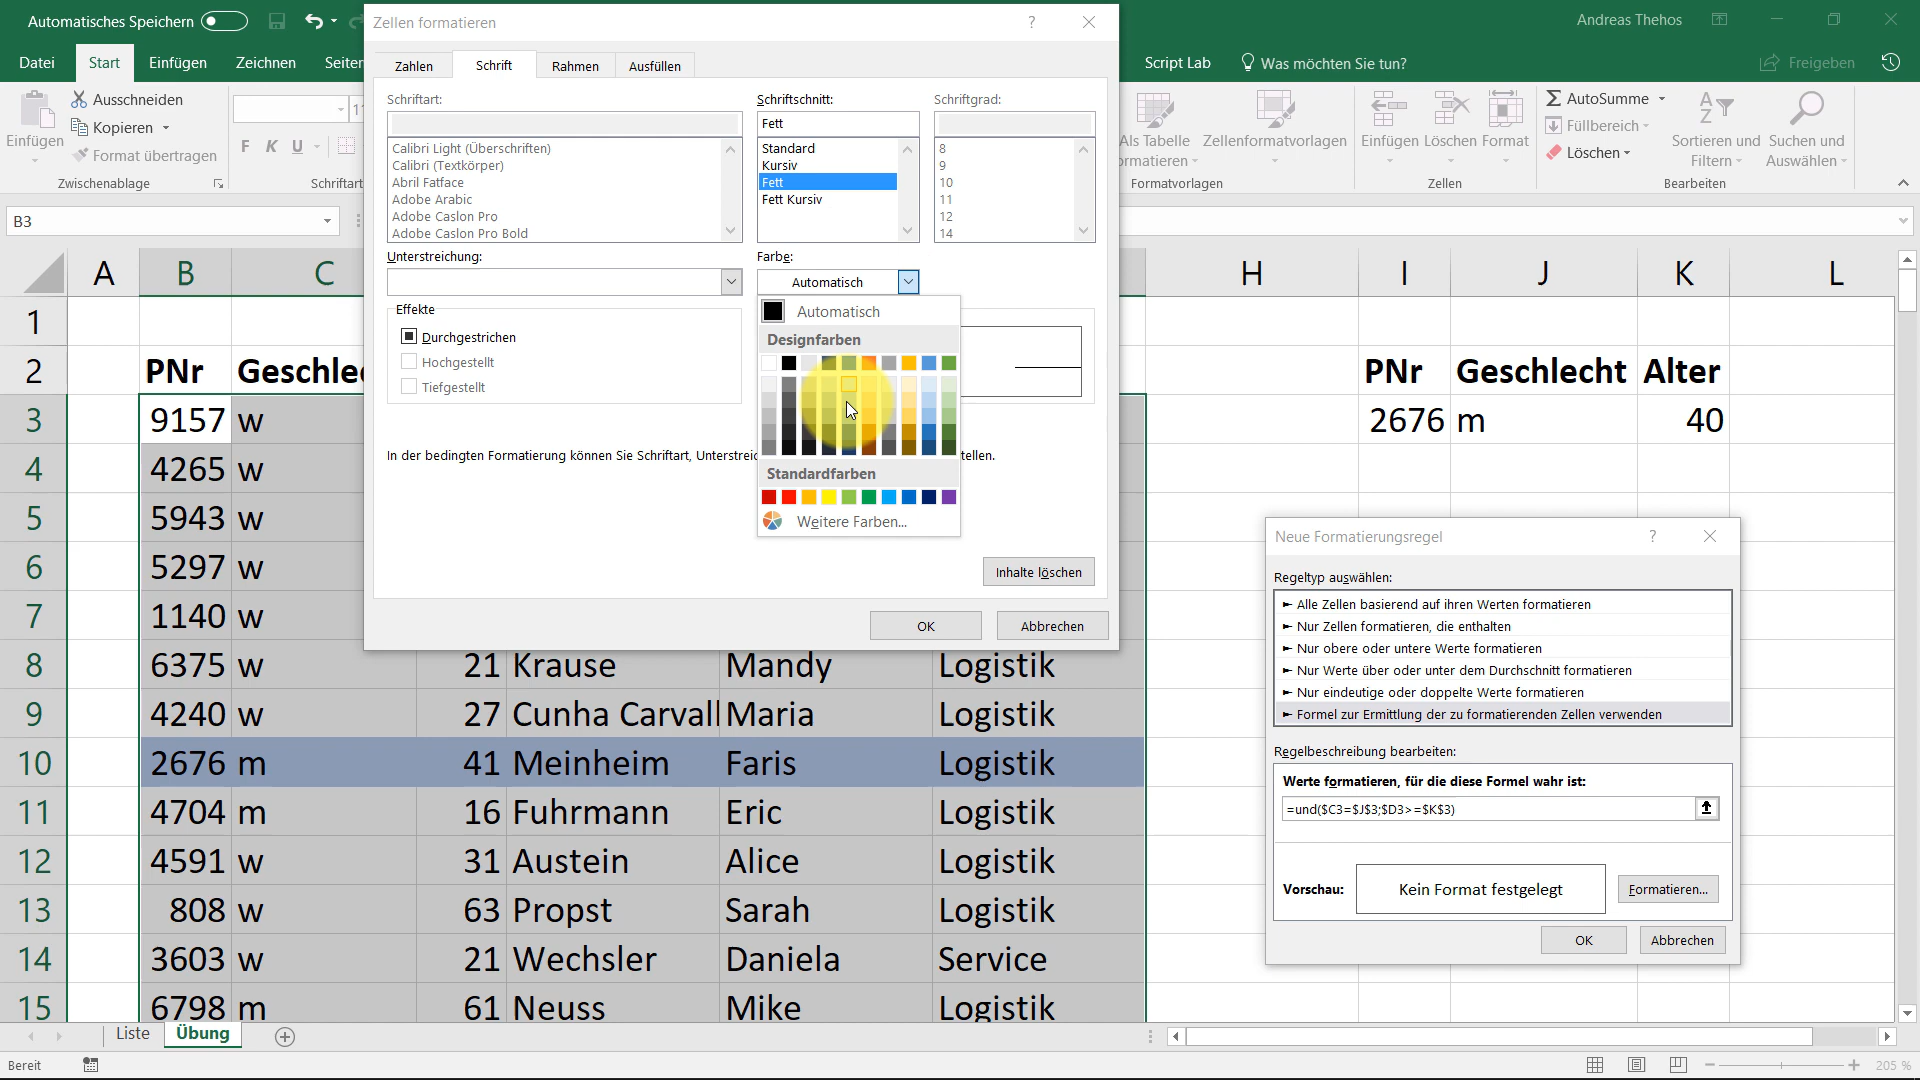 Automatisches Speichern
Zellen formatieren
?
Andreas Thehos
Datei
Start
Einfügen
Zeichnen
Zahlen
Schrift
Rahmen
Ausfüllen
Script Lab
Was möchten Sie tun?
Freigeben
Einfügen
Ausschneiden
Kopieren
Format übertragen
Zwischenablage
F K U
Schriftart:
Schriftschnitt:
Fett
Schriftgrad:
Calibri Light (Überschriften)
Calibri (Textkörper)
Abril Fatface
Adobe Arabic
Adobe Caslon Pro
Adobe Caslon Pro Bold
Standard
Kursiv
Fett
Fett Kursiv
8
9
10
11
12
14
Unterstreichung:
Farbe:
Automatisch
Automatisch
Designfarben
Standardfarben
Weitere Farben...
Effekte
Durchgestrichen
Hochgestellt
Tiefgestellt
In der bedingten Formatierung können Sie Schriftart,
Inhalte löschen
OK
Abbrechen
Als Tabelle
Zellenformatvorlagen
Formatvorlagen
Einfügen
Löschen
Format
Zellen
AutoSumme
Füllbereich
Löschen
Sortieren und Filtern
Suchen und Auswählen
Bearbeiten
B3
A B C H I J K L
1
2 PNr PNr Geschlecht Alter
3 9157 w 2676 m 40
4 4265 w
5 5943 w
6 5297 w
7 1140 w
8 6375 w 21 Krause Mandy Logistik
9 4240 w 27 Cunha Maria Logistik
10 2676 m 41 Meinheim Faris Logistik
11 4704 m 16 Fuhrmann Eric Logistik
12 4591 w 31 Austein Alice Logistik
13 808 w 63 Propst Sarah Logistik
14 3603 w 21 Wechsler Daniela Service
15 6798 m 61 Neuss Mike Logistik
Neue Formatierungsregel
?
Regeltyp auswählen:
► Alle Zellen basierend auf ihren Werten formatieren
► Nur Zellen formatieren, die enthalten
► Nur obere oder untere Werte formatieren
► Nur Werte über oder unter dem Durchschnitt formatieren
► Nur eindeutige oder doppelte Werte formatieren
► Formel zur Ermittlung der zu formatierenden Zellen verwenden
Regelbeschreibung bearbeiten:
Werte formatieren, für die diese Formel wahr ist:
=und($C3=$J$3;$D3>=$K$3)
Vorschau:
Kein Format festgelegt
Formatieren...
OK
Abbrechen
Liste
Übung
Bereit
205 %